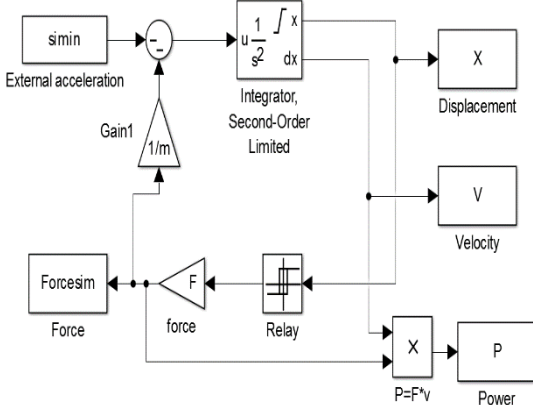 simin
External acceleration
- -
Gain1
1/m
u 1/s² x
dx
Integrator,
Second-Order
Limited
X
Displacement
V
Velocity
Forcesim
Force
F
force
Relay
X
P=F*v
P
Power